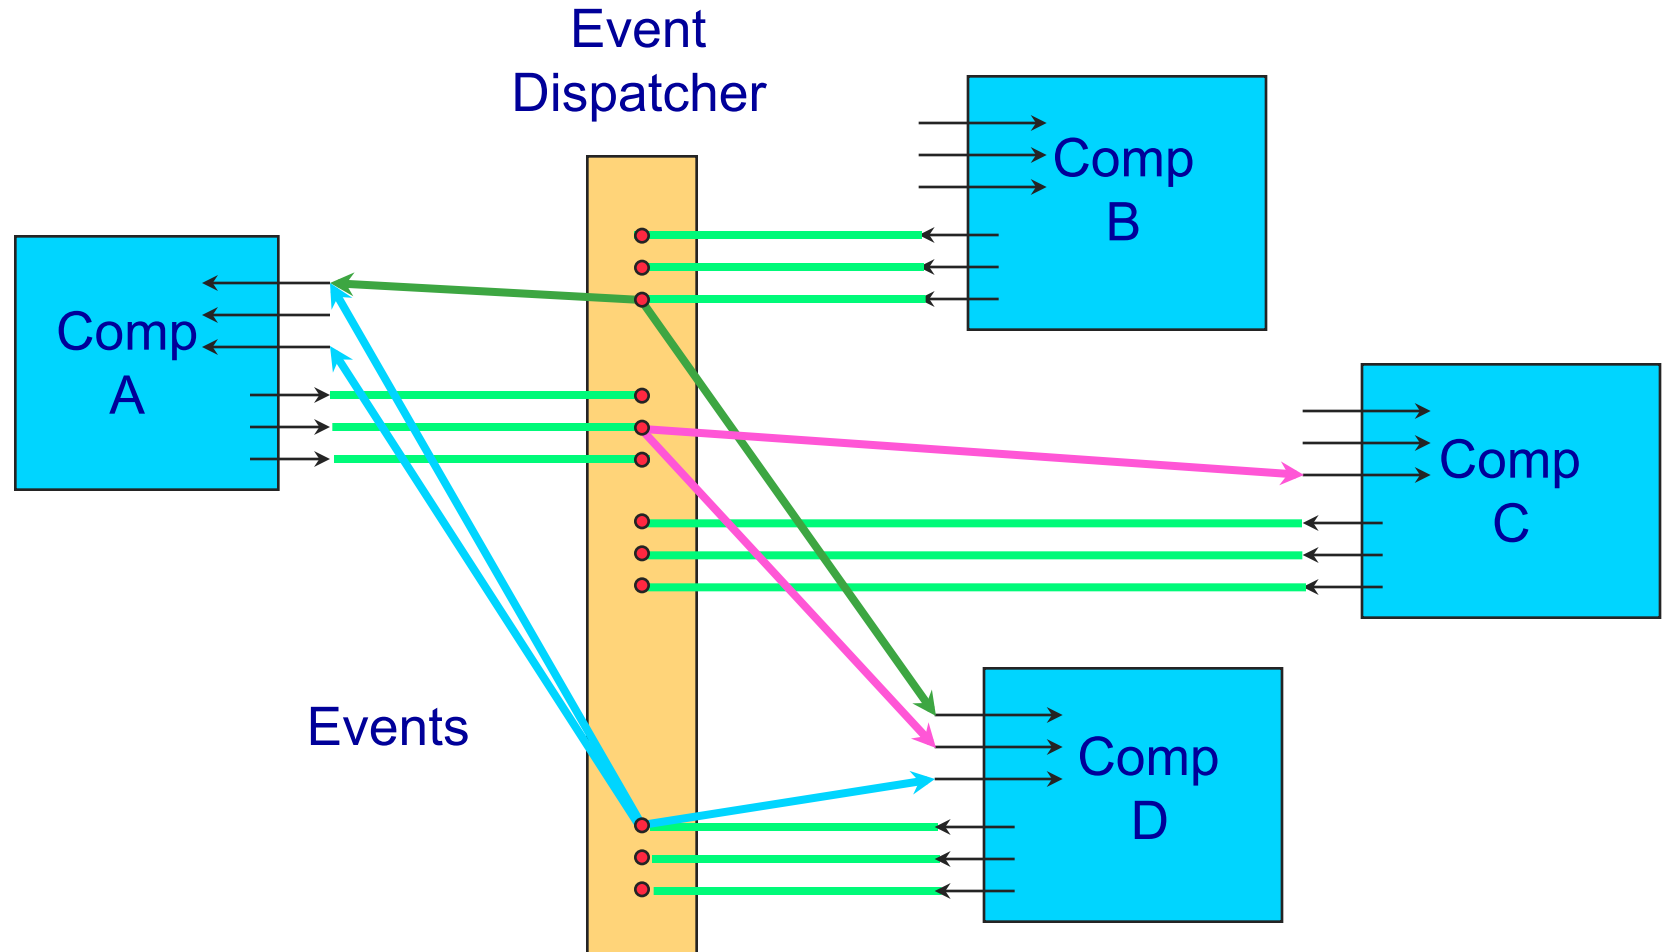 Event
Dispatcher
Comp
B
Comp
A
Comp
C
Events
Comp
D